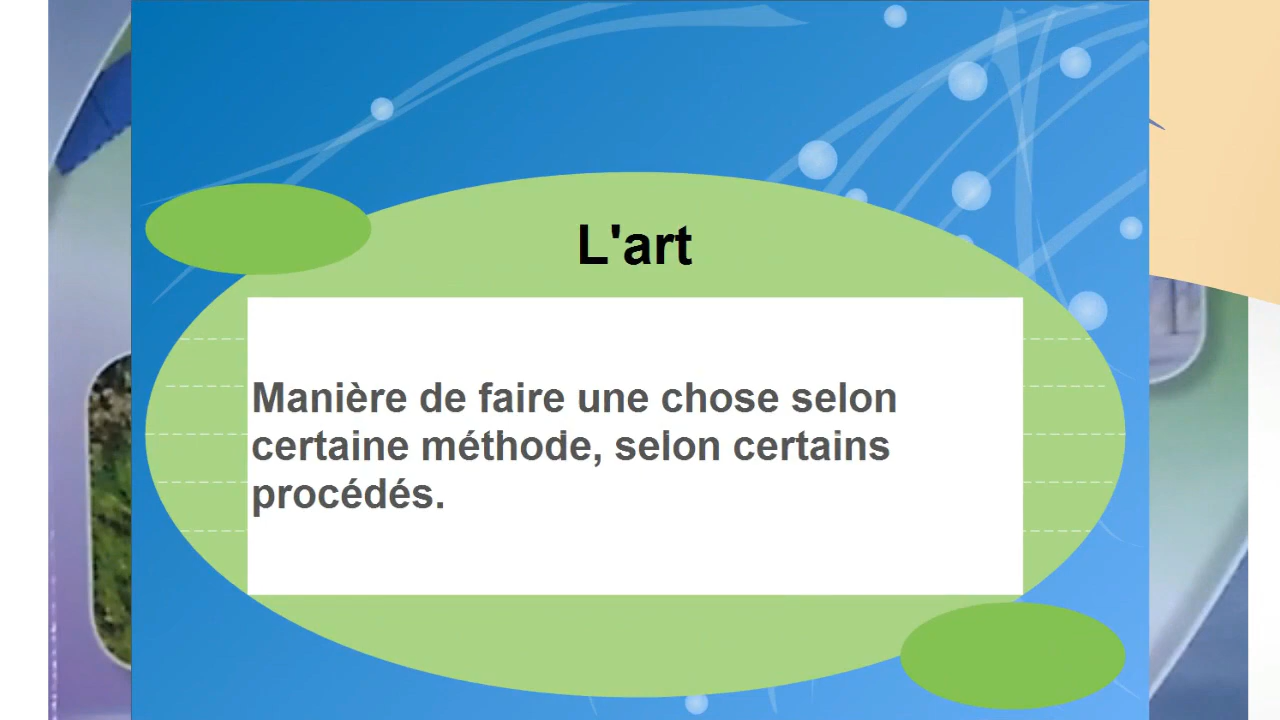 L'art
Manière de faire une chose selon
certaine méthode, selon certains
procédés.